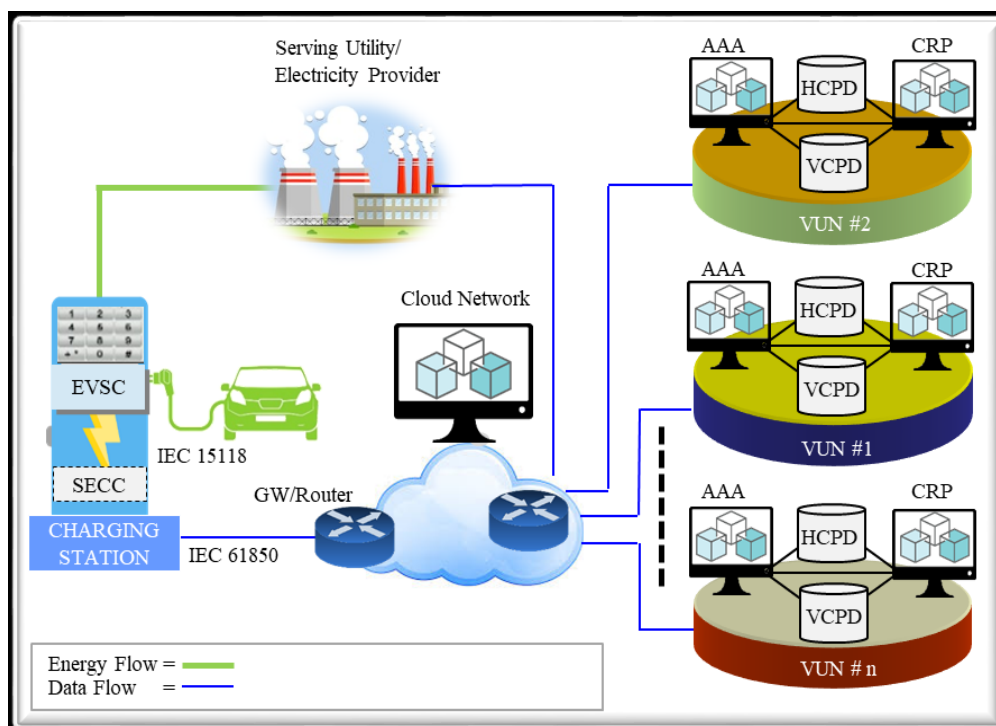 Serving Utility/
Electricity Provider
AAA
CRP
HCPD
VCPD
VUN #2
1 2 3
4 5 6
7 8 9
+* 0 #
EVSC
IEC 15118
SECC
CHARGING
STATION
IEC 61850
GW/Router
Cloud Network
AAA
CRP
HCPD
VCPD
VUN #1
AAA
CRP
HCPD
VCPD
VUN # n
Energy Flow =
Data Flow =